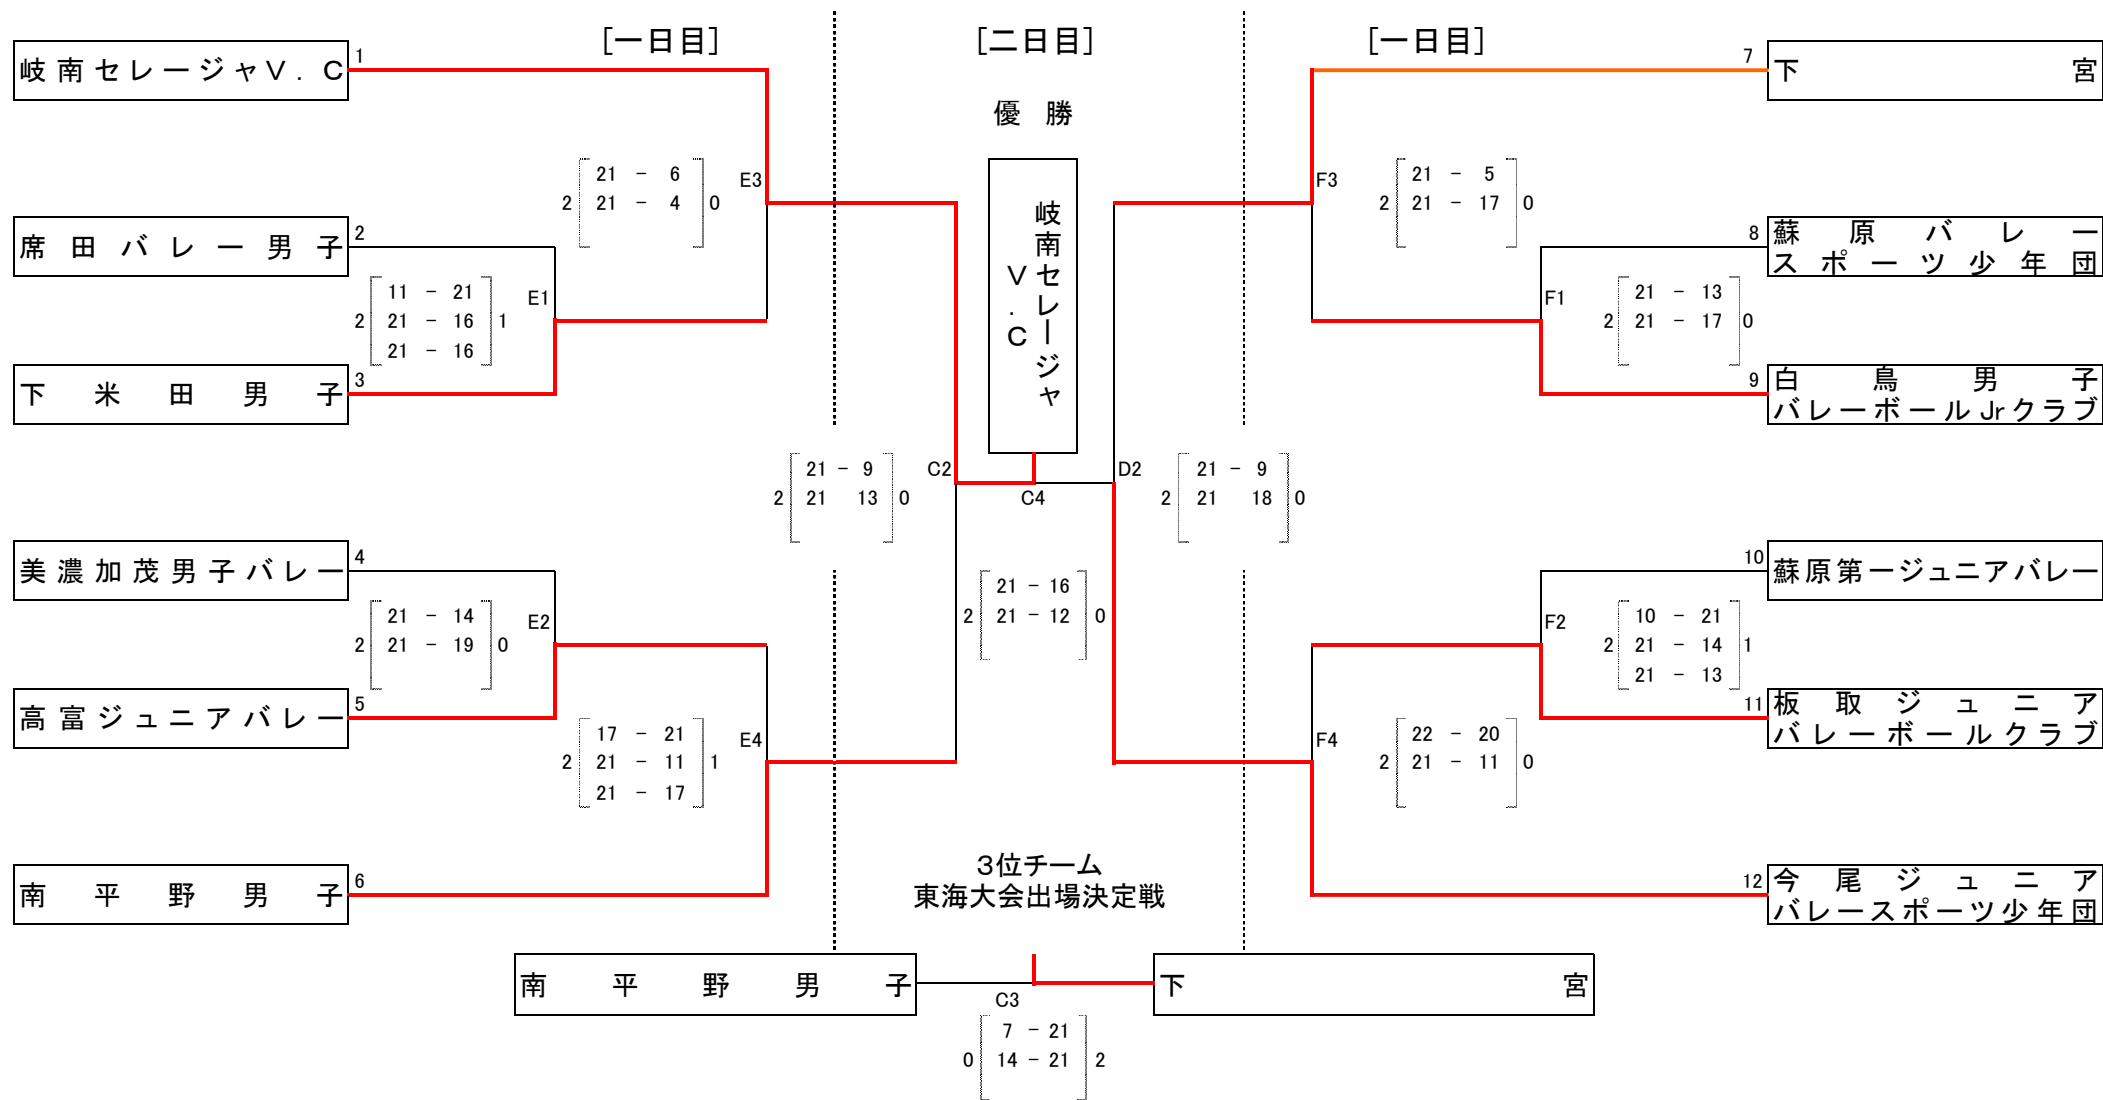 [一日目]
[二日目]
[一日目]
岐南セレージャＶ．Ｃ
1
7
下宮
優勝
21 - 6
21 - 4
2
0
E3
岐南セレージャ
Ｖ．Ｃ
F3
21 - 5
21 - 17
2
0
席田バレー男子
2
8
蘇原バレー
スポーツ少年団
11 - 21
21 - 16
21 - 16
2
1
E1
F1
21 - 13
21 - 17
2
0
下米田男子
3
9
白鳥男子
バレーボールJrクラブ
21 - 9
21 13
2
0
C2
C4
D2
21 - 9
21 18
2
0
美濃加茂男子バレー
4
10
蘇原第一ジュニアバレー
21 - 14
21 - 19
2
0
E2
21 - 16
21 - 12
2
0
F2
10 - 21
21 - 14
21 - 13
2
1
高富ジュニアバレー
5
11
板取ジュニア
バレーボールクラブ
17 - 21
21 - 11
21 - 17
2
1
E4
F4
22 - 20
21 - 11
2
0
南平野男子
6
3位チーム
東海大会出場決定戦
12
今尾ジュニア
バレースポーツ少年団
南平野男子
下宮
C3
7 - 21
14 - 21
0
2